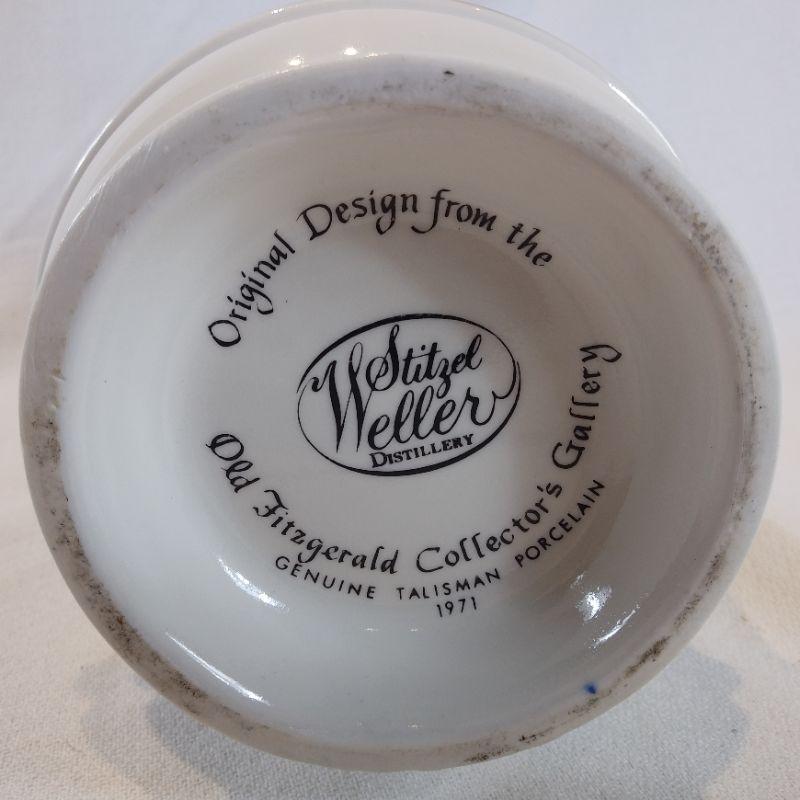 Original Design from the
Stitzel
Weller
DISTILLERY
Old Fitzgerald Collector's Gallery
GENUINE TALISMAN PORCELAIN
1971